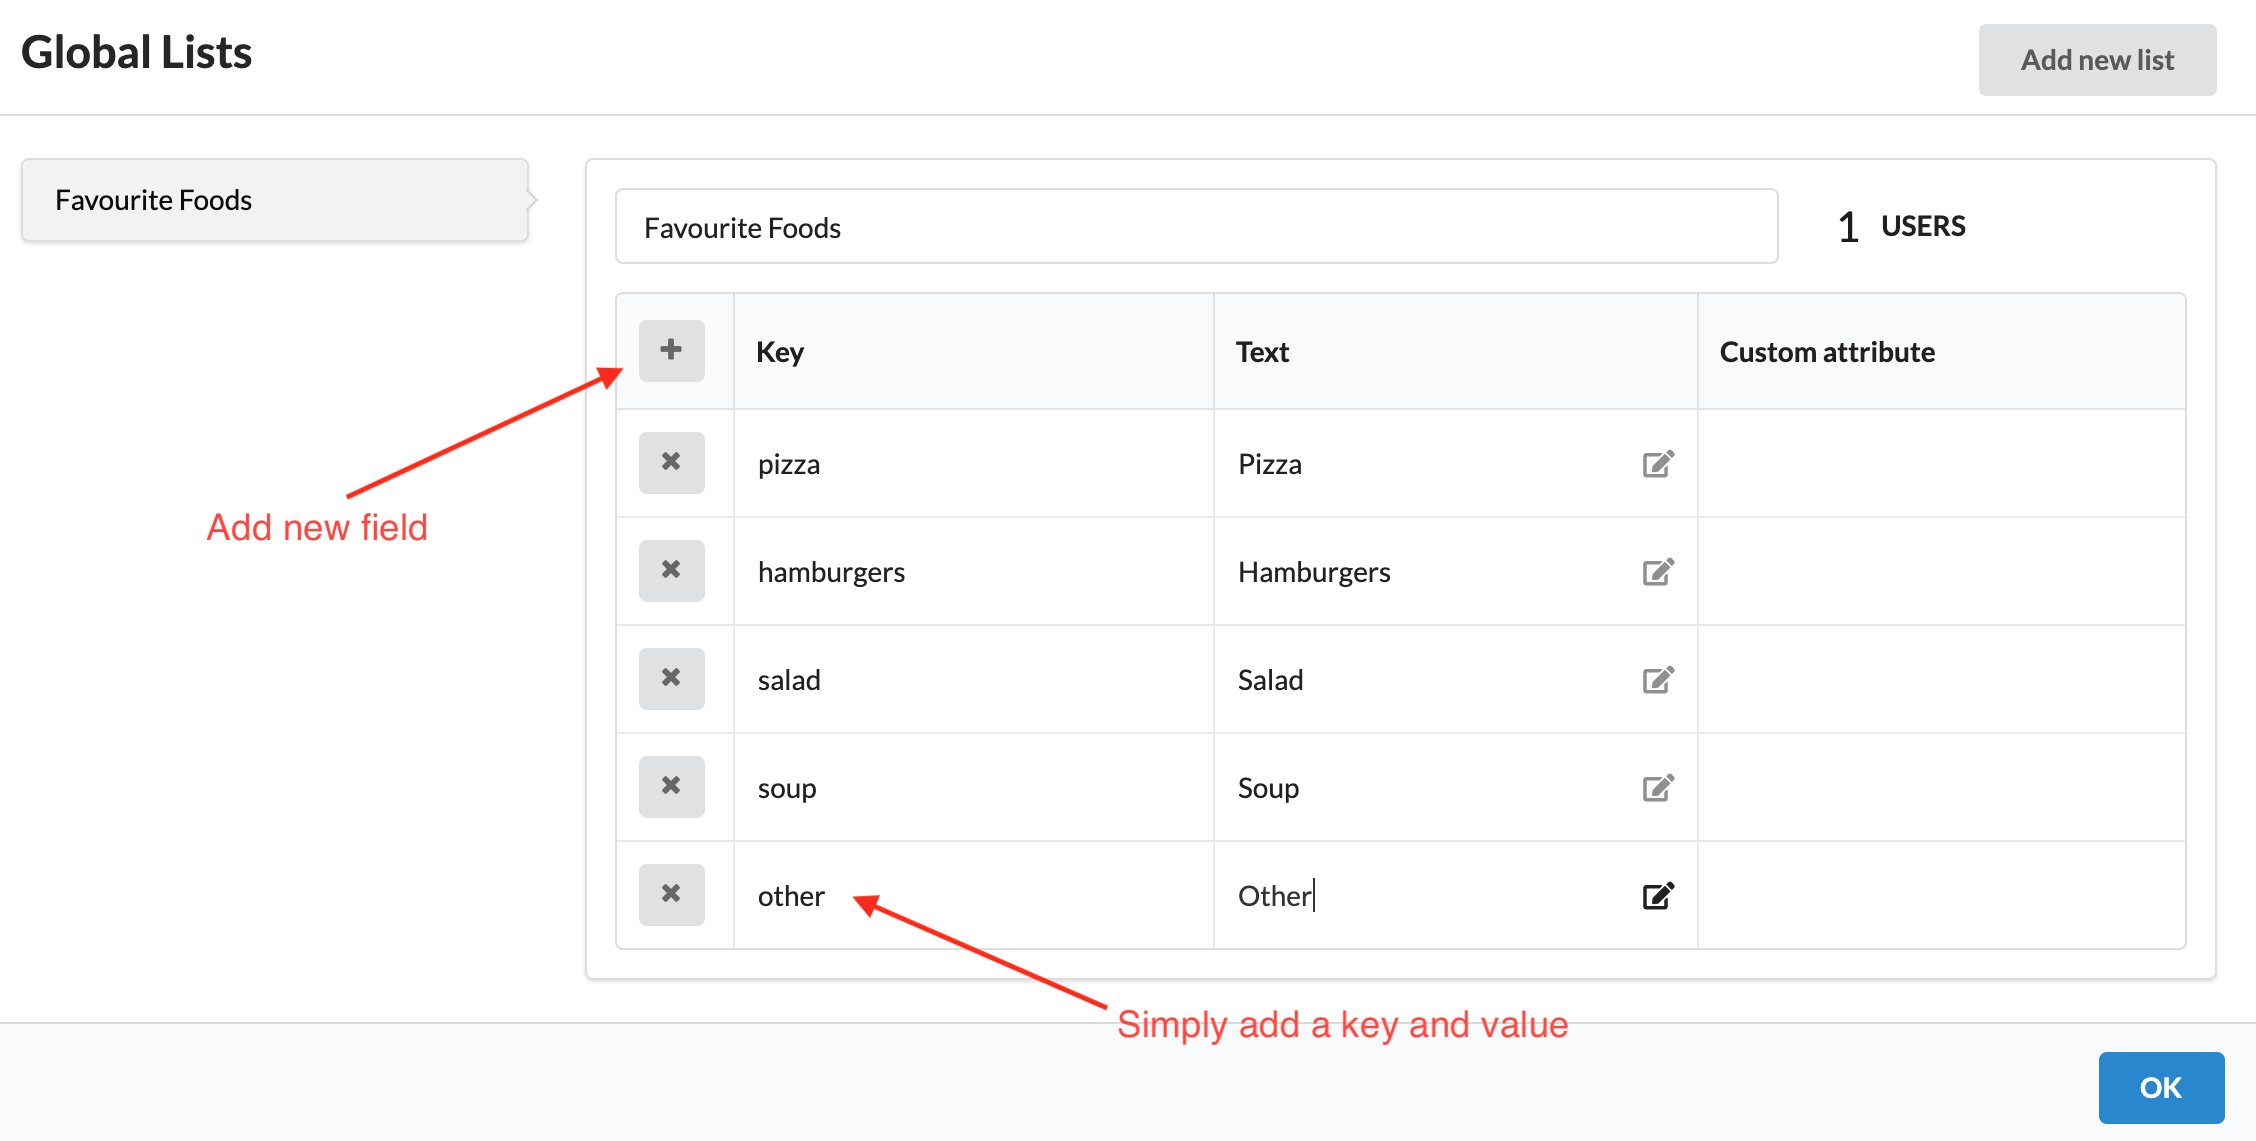 Global Lists
Add new list
Favourite Foods
Favourite Foods
1 USERS
Key Text Custom attribute
pizza Pizza
Add new field
hamburgers Hamburgers
salad Salad
soup Soup
other Other
Simply add a key and value
OK